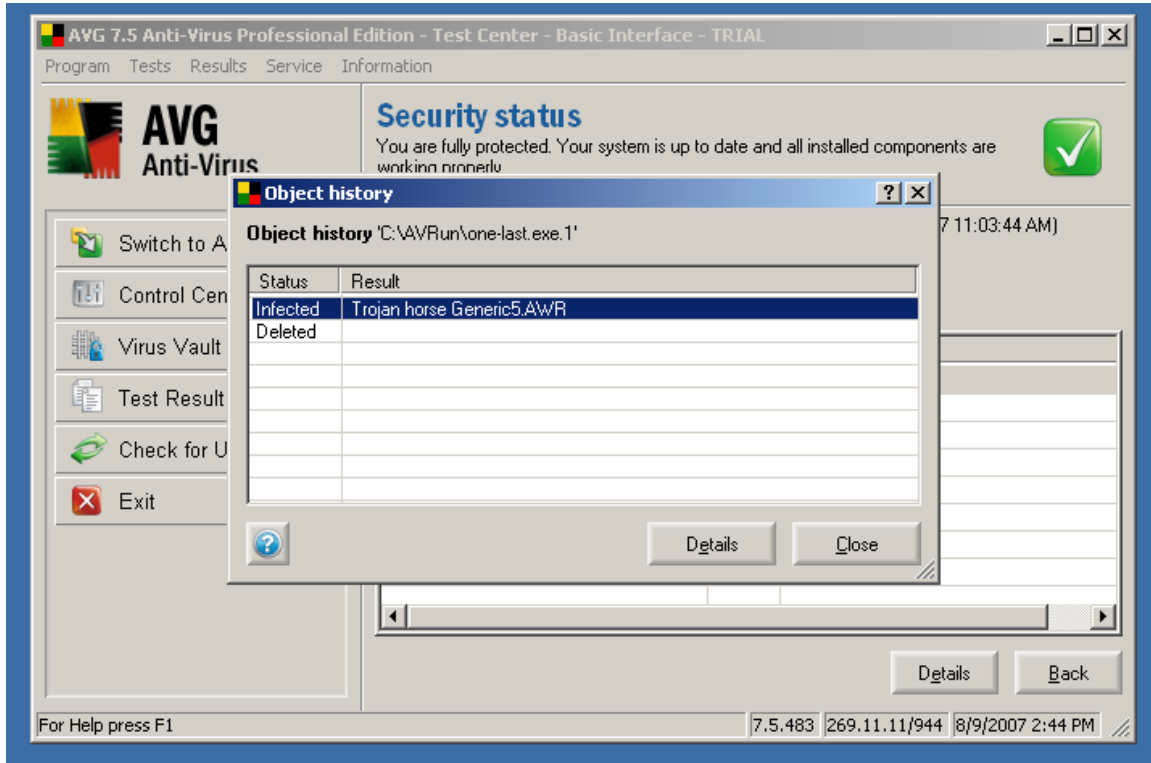 AVG 7.5 Anti-Virus Professional Edition - Test Center - Basic Interface - TRIAL
Program Tests Results Service Information
AVG
Anti-Virus
Security status
You are fully protected. Your system is up to date and all installed components are
working properly
Object history
7 11:03:44 AM)
Object history 'C:\AVRun\one-last.exe.1'
Status Result
Infected Trojan horse Generic5.AWR
Deleted
Switch to A
Control Cen
Virus Vault
Test Result
Check for U
Exit
Details Close
Details Back
For Help press F1 7.5.483 269.11.11/944 8/9/2007 2:44 PM